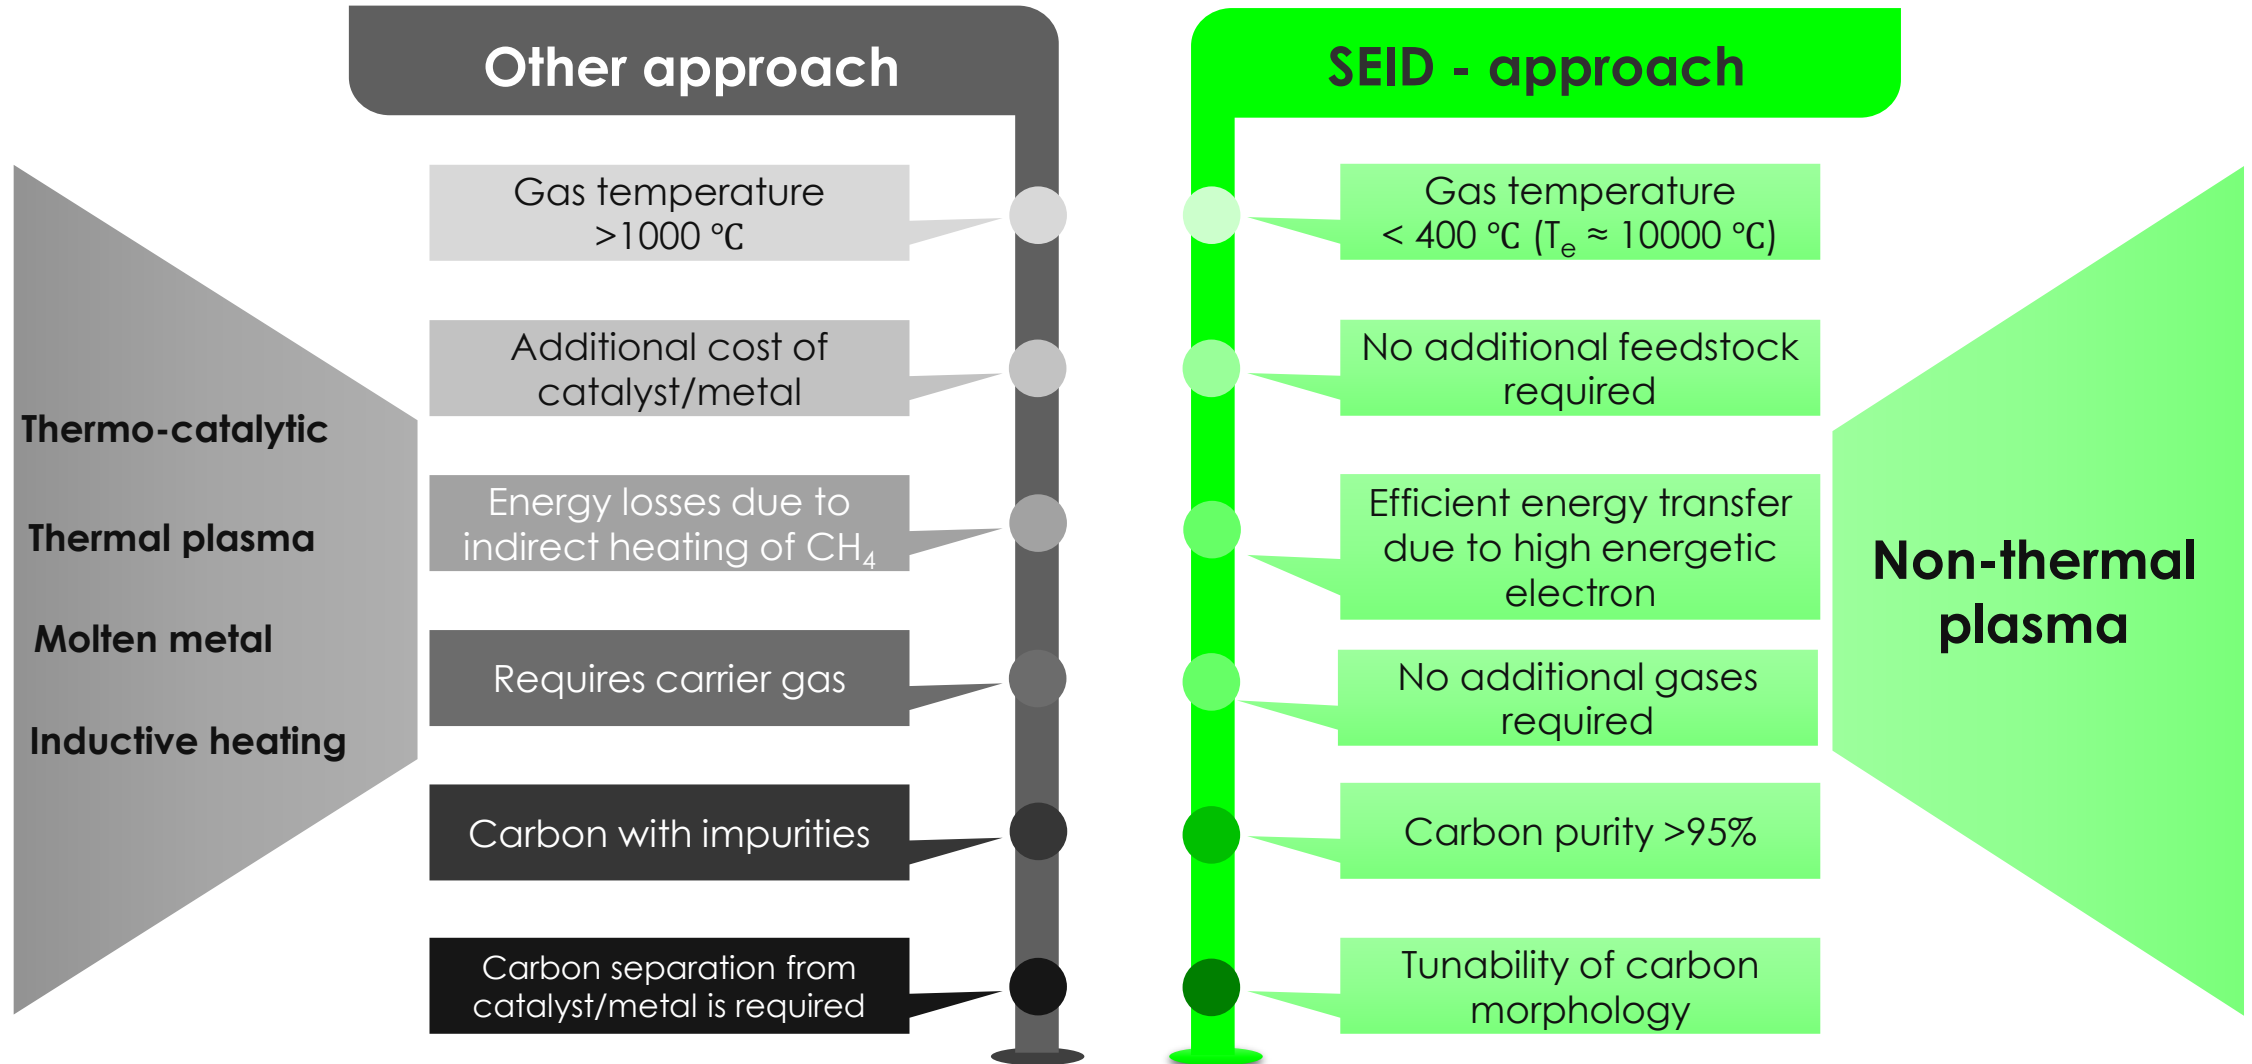 Other approach
Thermo-catalytic
Thermal plasma
Molten metal
Inductive heating
Gas temperature
>1000 ℃
Additional cost of
catalyst/metal
Energy losses due to
indirect heating of CH₄
Requires carrier gas
Carbon with impurities
Carbon separation from
catalyst/metal is required
SEID - approach
Gas temperature
< 400 ℃ (Tₑ ≈ 10000 ℃)
No additional feedstock
required
Efficient energy transfer
due to high energetic
electron
No additional gases
required
Carbon purity >95%
Tunability of carbon
morphology
Non-thermal
plasma